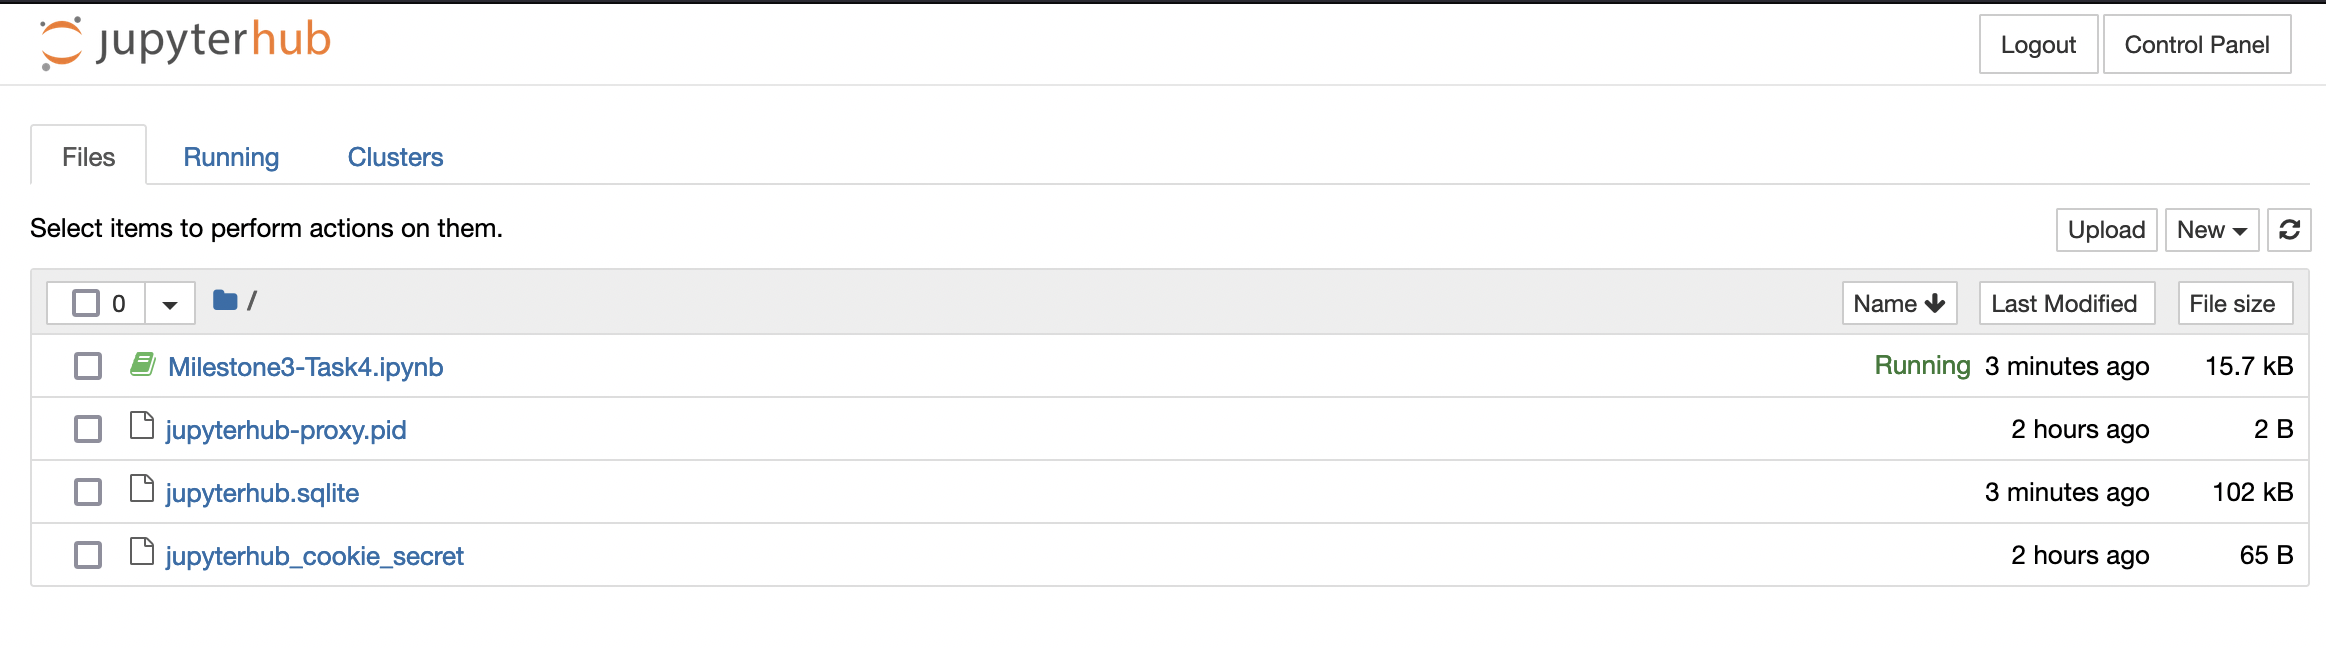 jupyterhub Logout Control Panel
Files Running Clusters
Select items to perform actions on them. Upload New
0 / Name Last Modified File size
Milestone3-Task4.ipynb Running 3 minutes ago 15.7 kB
jupyterhub-proxy.pid 2 hours ago 2 B
jupyterhub.sqlite 3 minutes ago 102 kB
jupyterhub_cookie_secret 2 hours ago 65 B